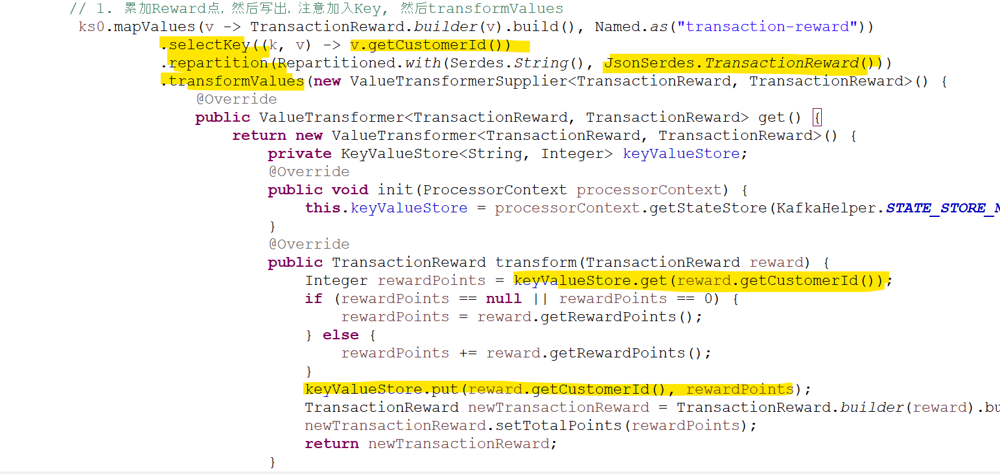 // 1. 累加Reward点，然后写出，注意加入Key, 然后transformValues
ks0.mapValues(v -> TransactionReward.builder(v).build(), Named.as("transaction-reward"))
.selectKey((k, v) -> v.getCustomerId())
.repartition(Repartitioned.with(Serdes.String(), JsonSerdes.TransactionReward()))
.transformValues(new ValueTransformerSupplier<TransactionReward, TransactionReward>() {
@Override
public ValueTransformer<TransactionReward, TransactionReward> get() {
return new ValueTransformer<TransactionReward, TransactionReward>() {
private KeyValueStore<String, Integer> keyValueStore;
@Override
public void init(ProcessorContext processorContext) {
this.keyValueStore = processorContext.getStateStore(KafkaHelper.STATE_STORE_N
}
@Override
public TransactionReward transform(TransactionReward reward) {
Integer rewardPoints = keyValueStore.get(reward.getCustomerId());
if (rewardPoints == null || rewardPoints == 0) {
rewardPoints = reward.getRewardPoints();
} else {
rewardPoints += reward.getRewardPoints();
}
keyValueStore.put(reward.getCustomerId(), rewardPoints);
TransactionReward newTransactionReward = TransactionReward.builder(reward).bu
newTransactionReward.setTotalPoints(rewardPoints);
return newTransactionReward;
}